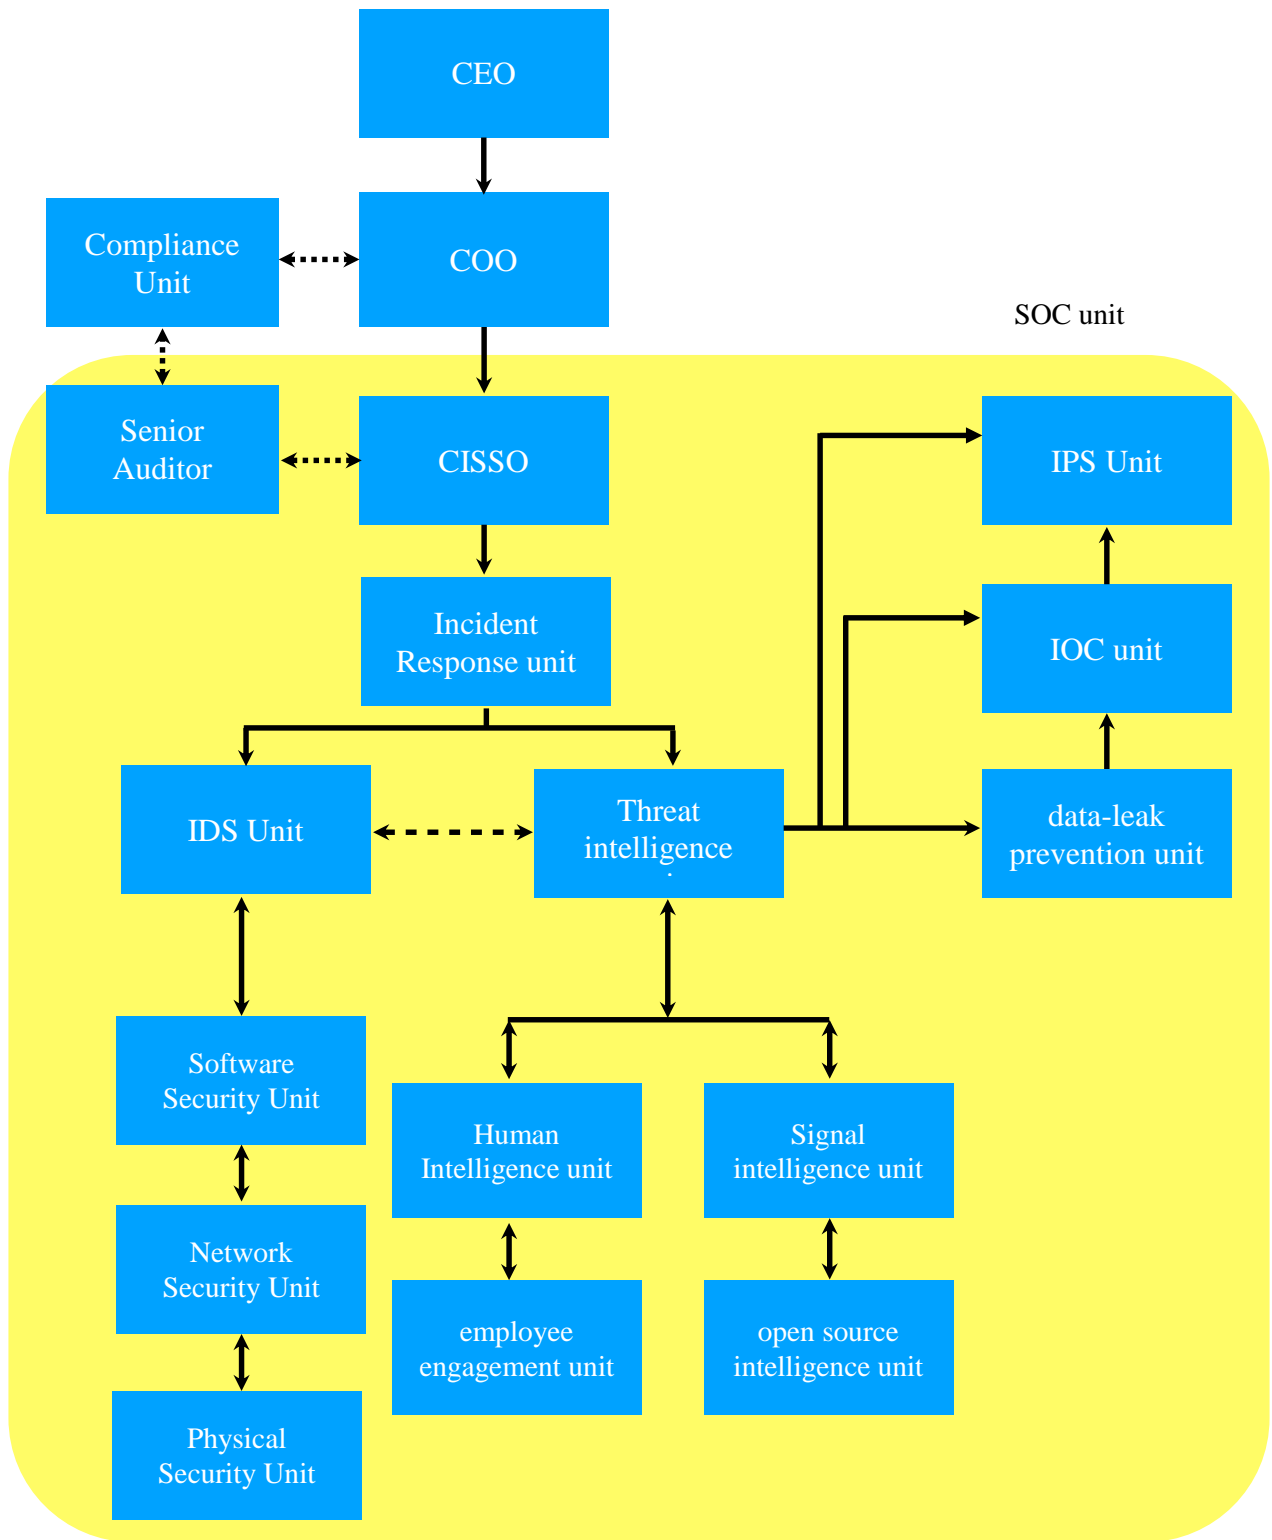 CEO
Compliance
Unit
COO
SOC unit
Senior
Auditor
CISSO
IPS Unit
Incident
Response unit
IOC unit
IDS Unit
Threat
intelligence
data-leak
prevention unit
Software
Security Unit
Human
Intelligence unit
Signal
intelligence unit
Network
Security Unit
employee
engagement unit
open source
intelligence unit
Physical
Security Unit